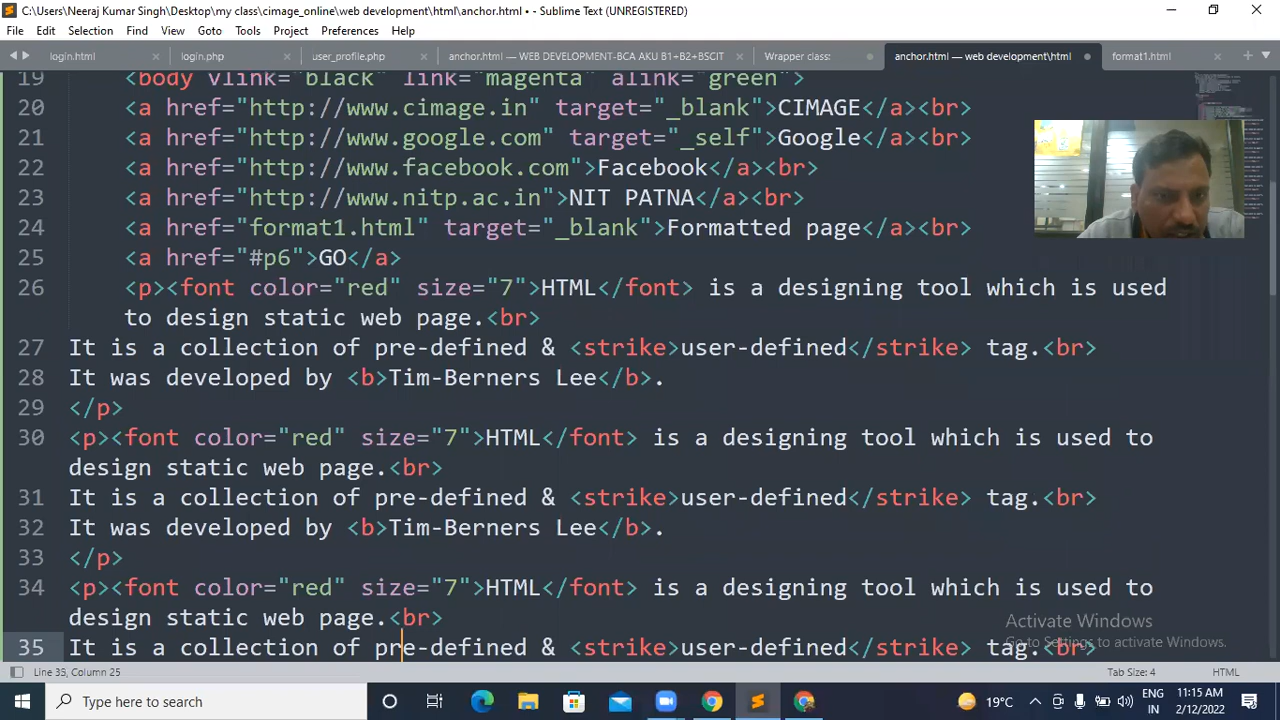 C:\Users\Neeraj Kumar Singh\Desktop\my class\cimage_online\web development\html\anchor.html • - Sublime Text (UNREGISTERED)
File Edit Selection Find View Goto Tools Project Preferences Help
login.html login.php user_profile.php anchor.html — WEB DEVELOPMENT-BCA AKU B1+B2+BSCIT Wrapper class: anchor.html — web development\html format1.html
19 <body vlink="black" link="magenta" alink="green">
20 <a href="http://www.cimage.in" target="_blank">CIMAGE</a><br>
21 <a href="http://www.google.com" target="_self">Google</a><br>
22 <a href="http://www.facebook.com">Facebook</a><br>
23 <a href="http://www.nitp.ac.in">NIT PATNA</a><br>
24 <a href="format1.html" target="_blank">Formatted page</a><br>
25 <a href="#p6">GO</a>
26 <p><font color="red" size="7">HTML</font> is a designing tool which is used
to design static web page.<br>
27 It is a collection of pre-defined & <strike>user-defined</strike> tag.<br>
28 It was developed by <b>Tim-Berners Lee</b>.
29 </p>
30 <p><font color="red" size="7">HTML</font> is a designing tool which is used to
design static web page.<br>
31 It is a collection of pre-defined & <strike>user-defined</strike> tag.<br>
32 It was developed by <b>Tim-Berners Lee</b>.
33 </p>
34 <p><font color="red" size="7">HTML</font> is a designing tool which is used to
design static web page.<br>
35 It is a collection of pre-defined & <strike>user-defined</strike> tag.<br>
Activate Windows
Go to Settings to activate Windows.
Line 35, Column 25 Tab Size: 4 HTML
Type here to search 19°C ENG IN 11:15 AM 2/12/2022